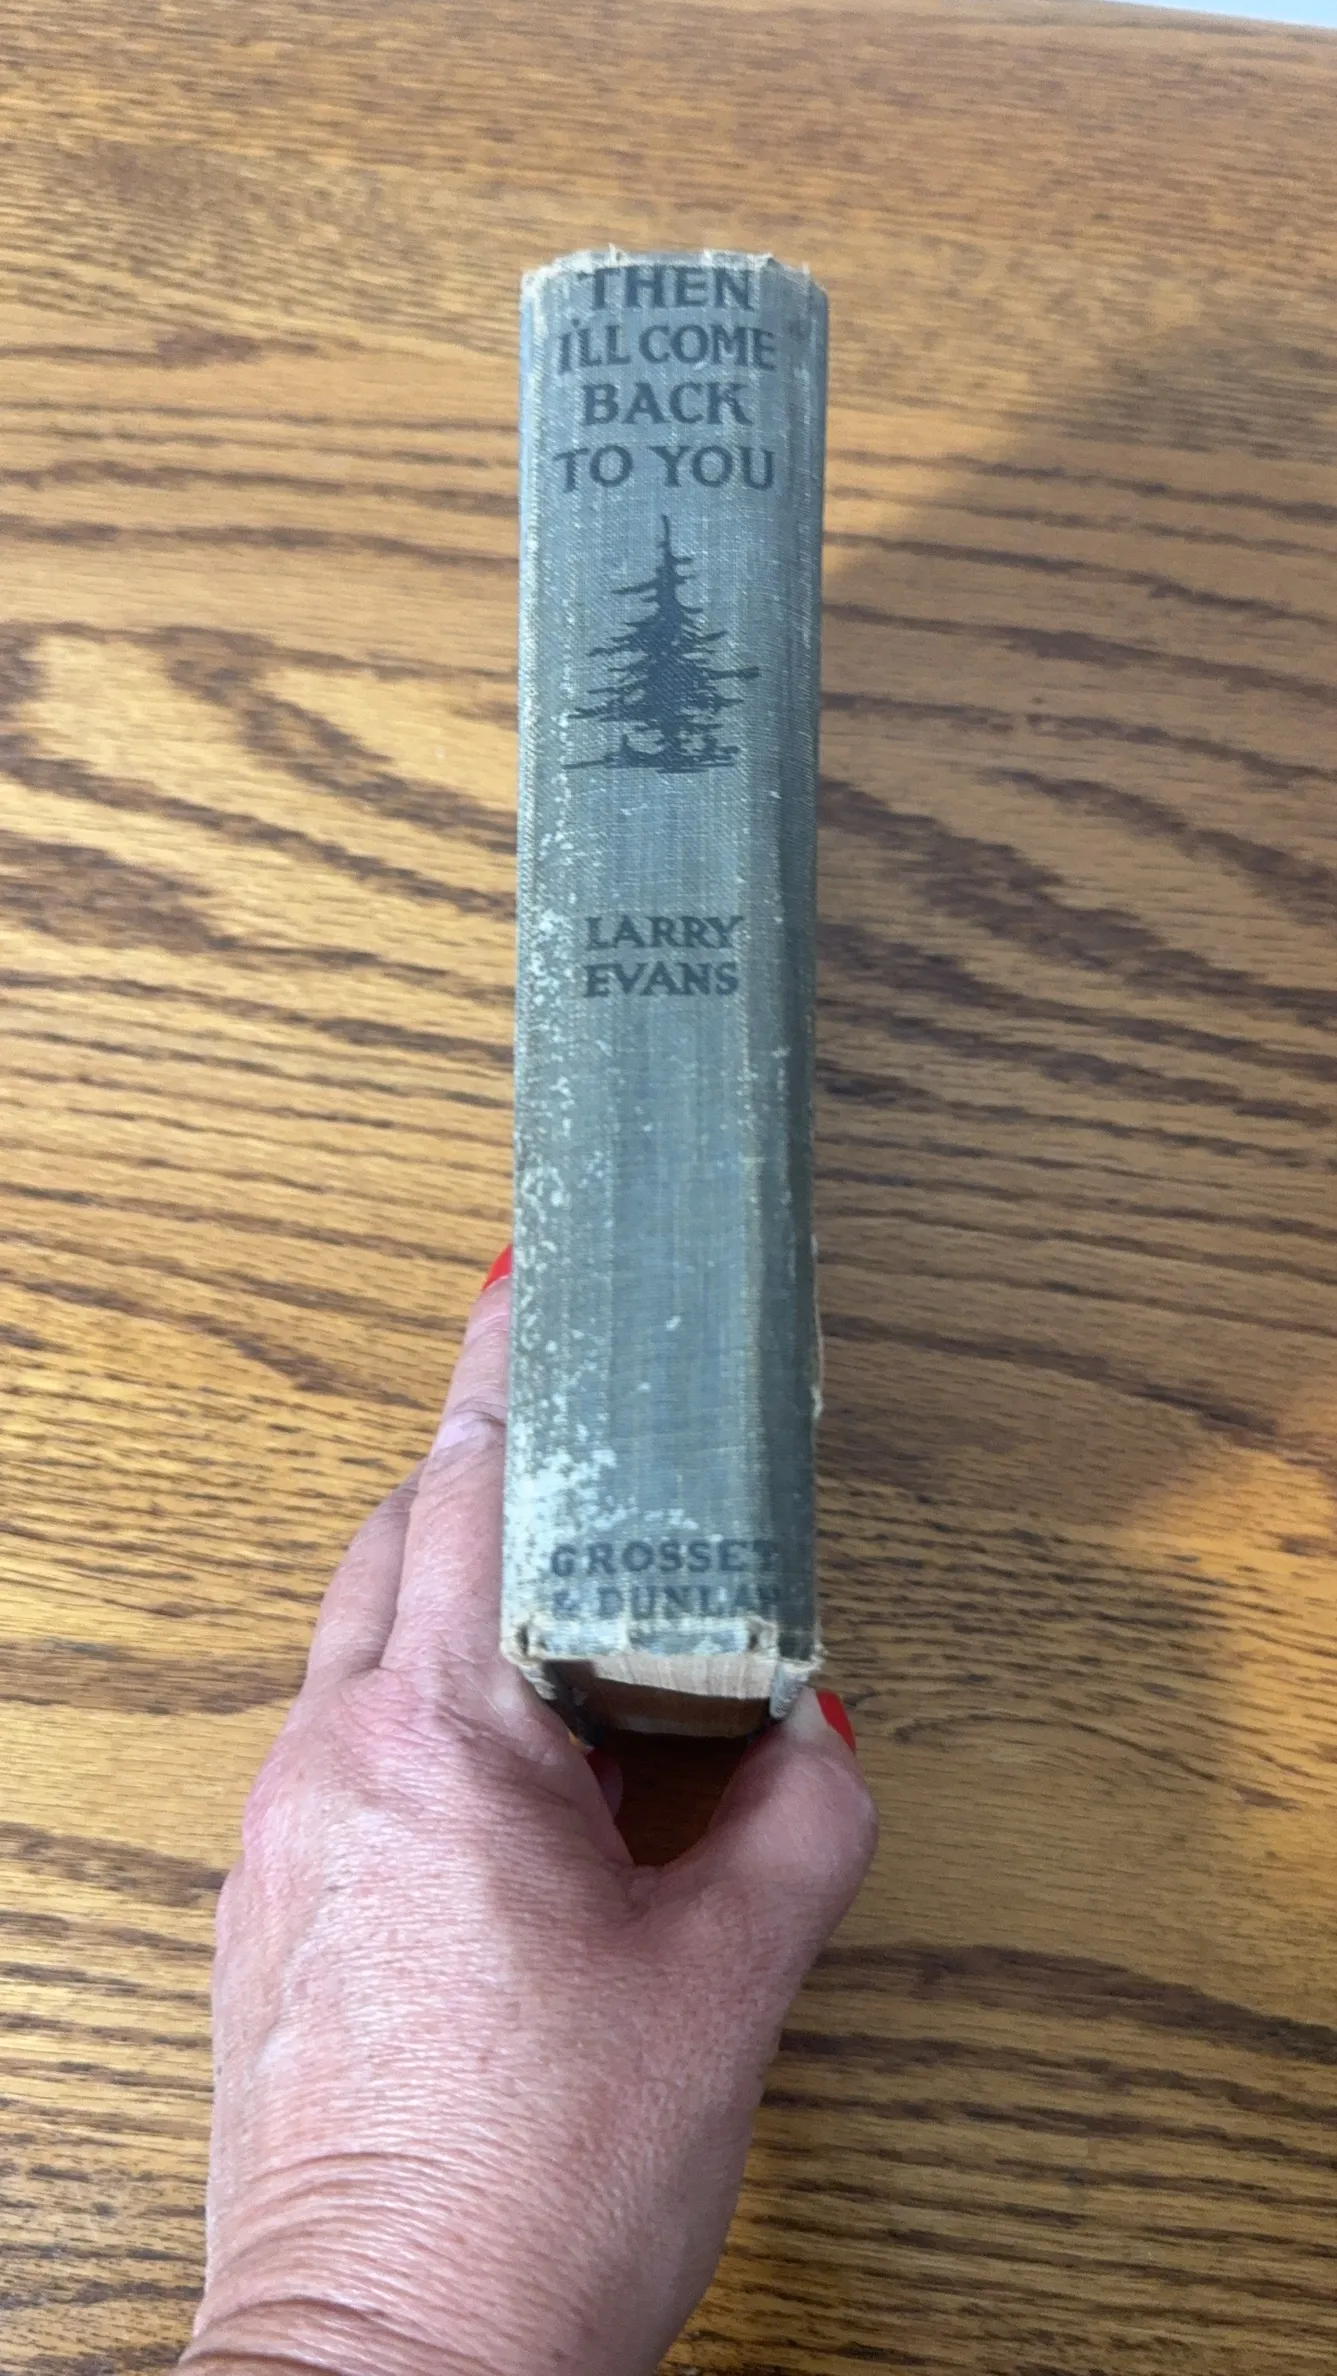 THEN
I'LL COME
BACK
TO YOU
LARRY
EVANS
GROSSET
& DUNLAP